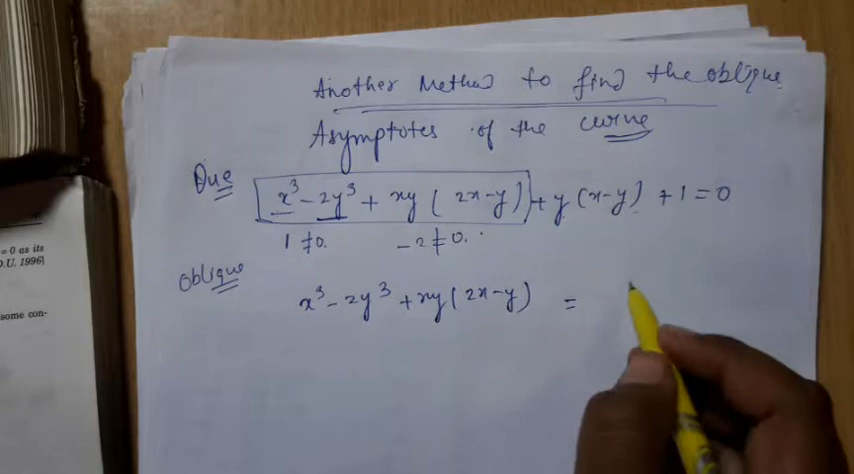 Another Method to find the oblique
Asymptotes of the curve
Que x³ - 2y³ + xy ( 2x-y) + y (x-y) + 1 = 0
1 ≠ 0. -2 ≠ 0.
= 0 as its
D.U. 1996]
Oblique
x³ - 2y³ + xy ( 2x-y) =
some con-